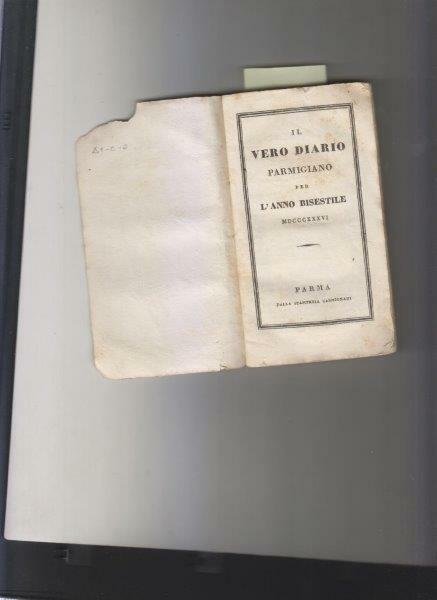 IL
VERO DIARIO
PARMIGIANO
PER
L'ANNO BISESTILE
MDCCCXXXVI
PARMA
DALLA STAMPERIA CARMIGNANI